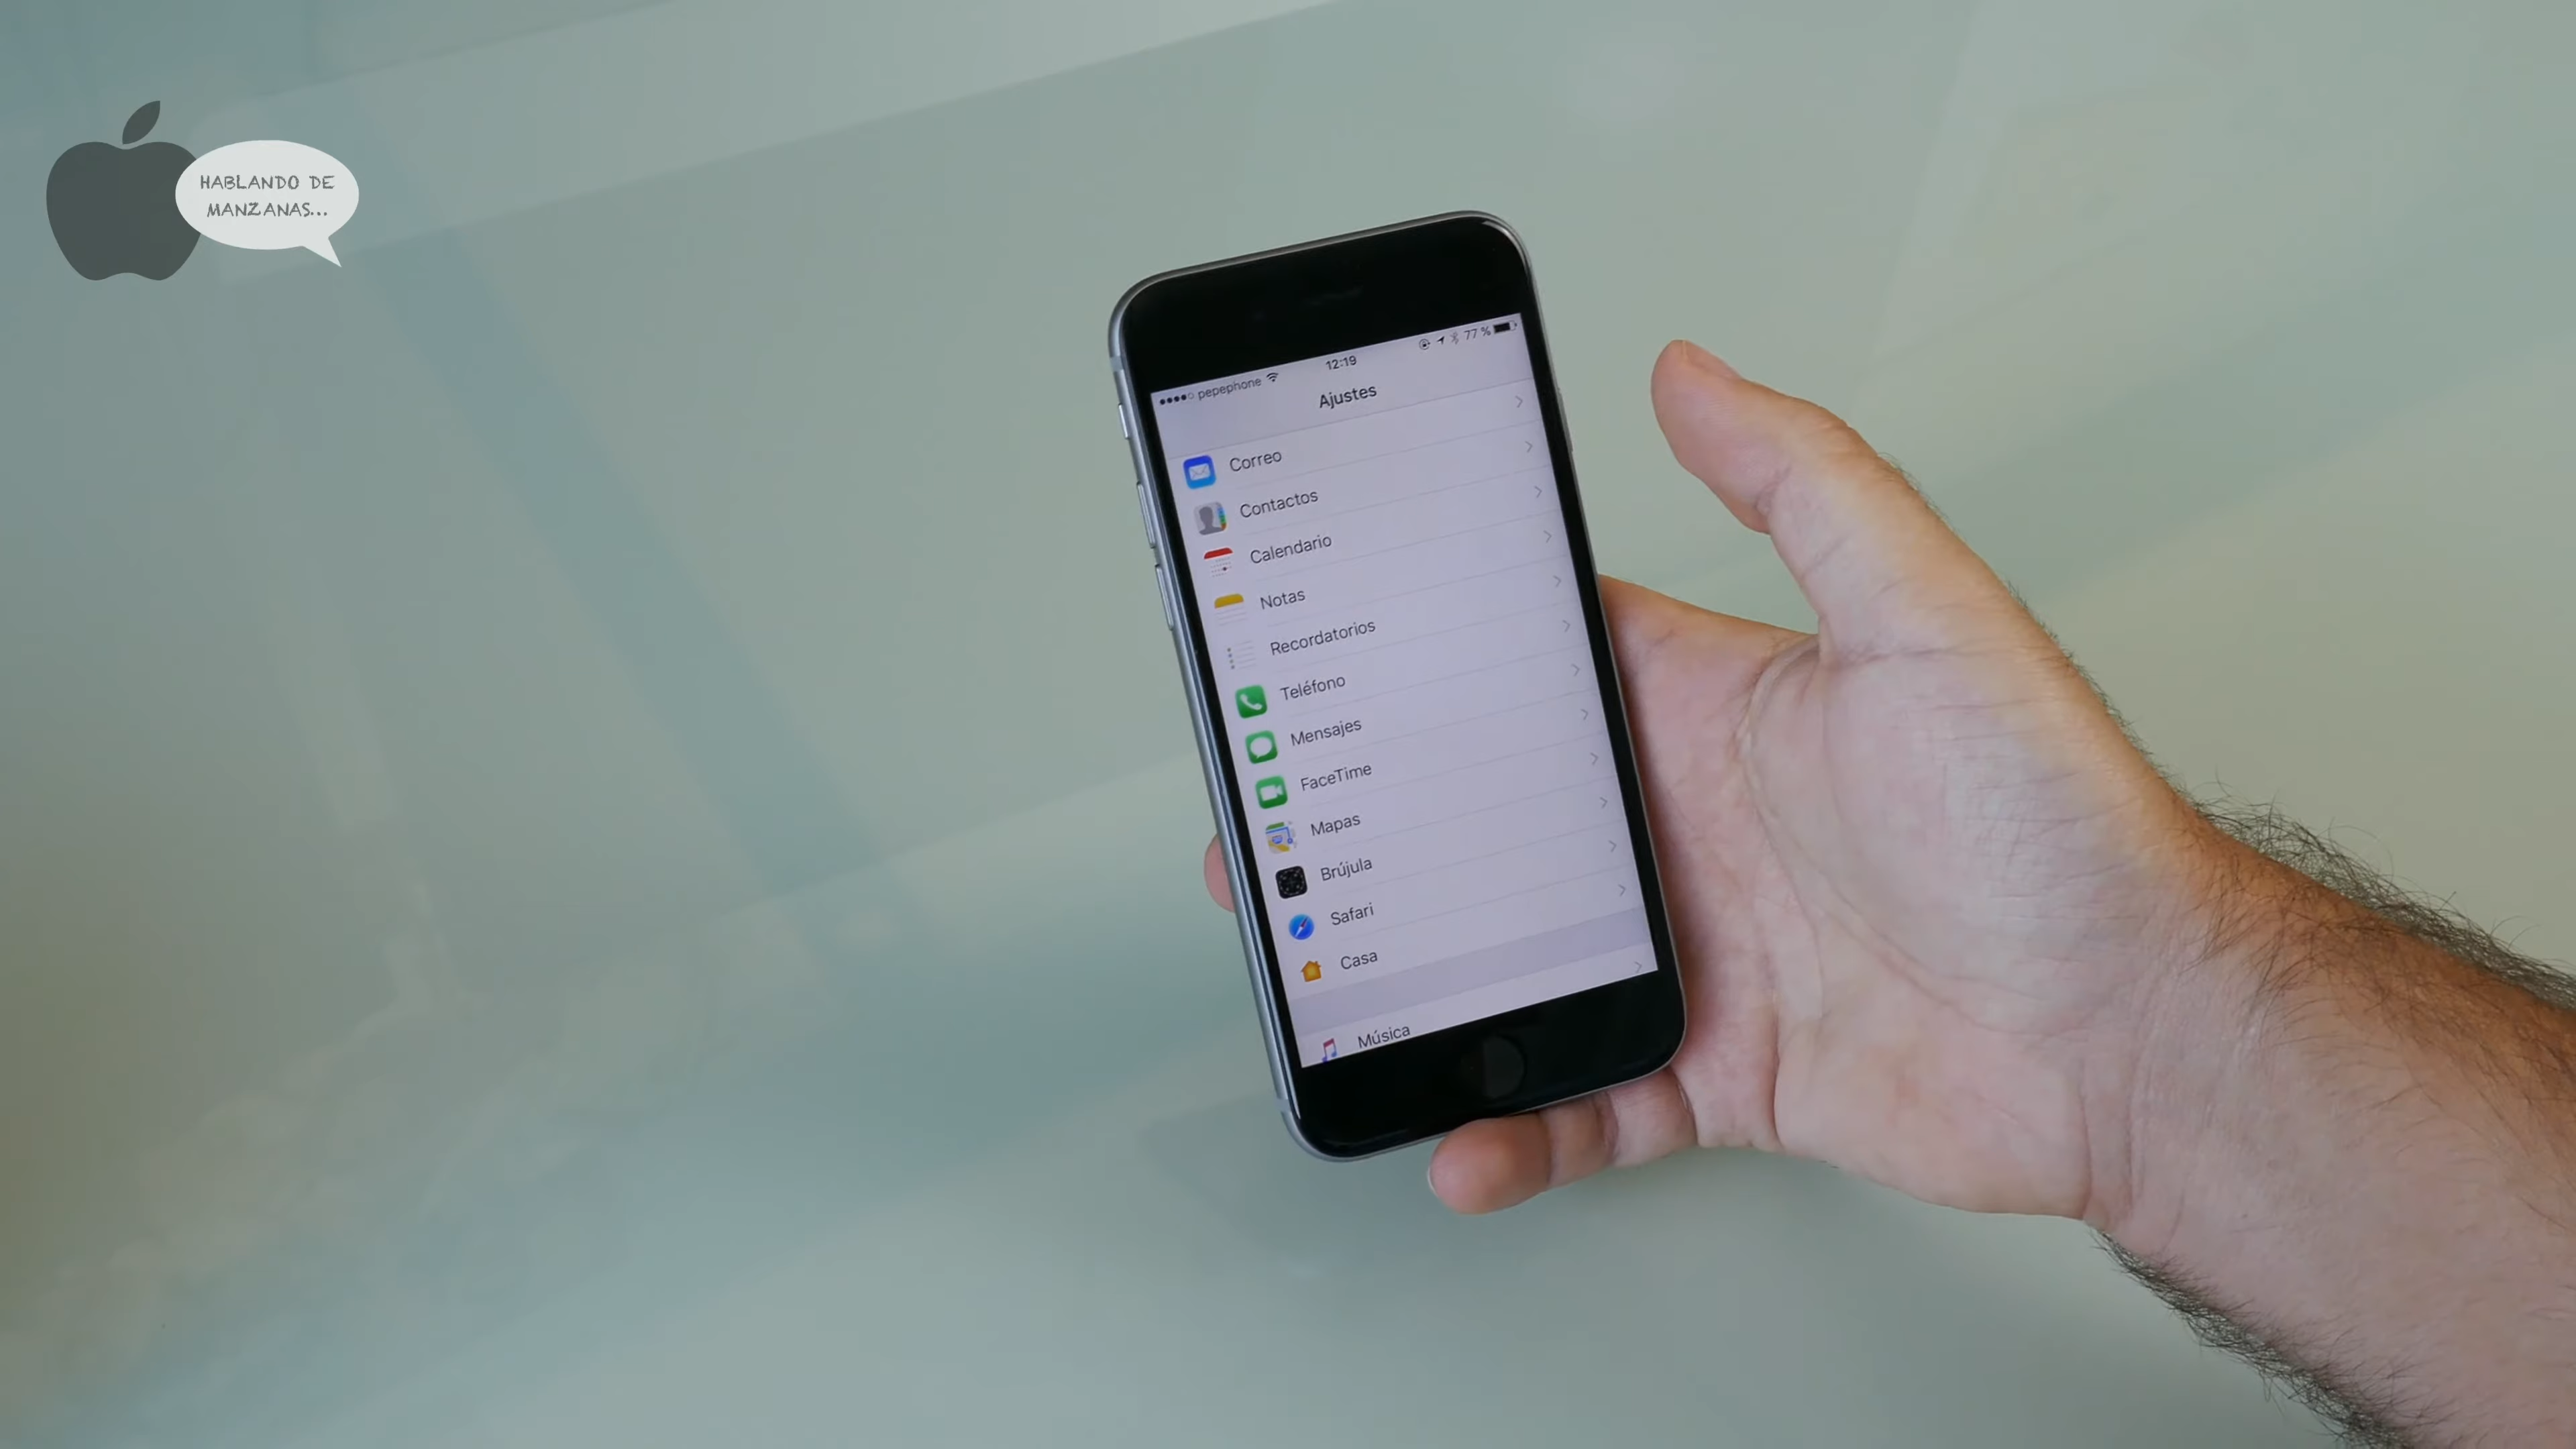 HABLANDO DE
MANZANAS...
pepephone 12:19 77 %
Ajustes
Correo
Contactos
Calendario
Notas
Recordatorios
Teléfono
Mensajes
FaceTime
Mapas
Brújula
Safari
Casa
Música